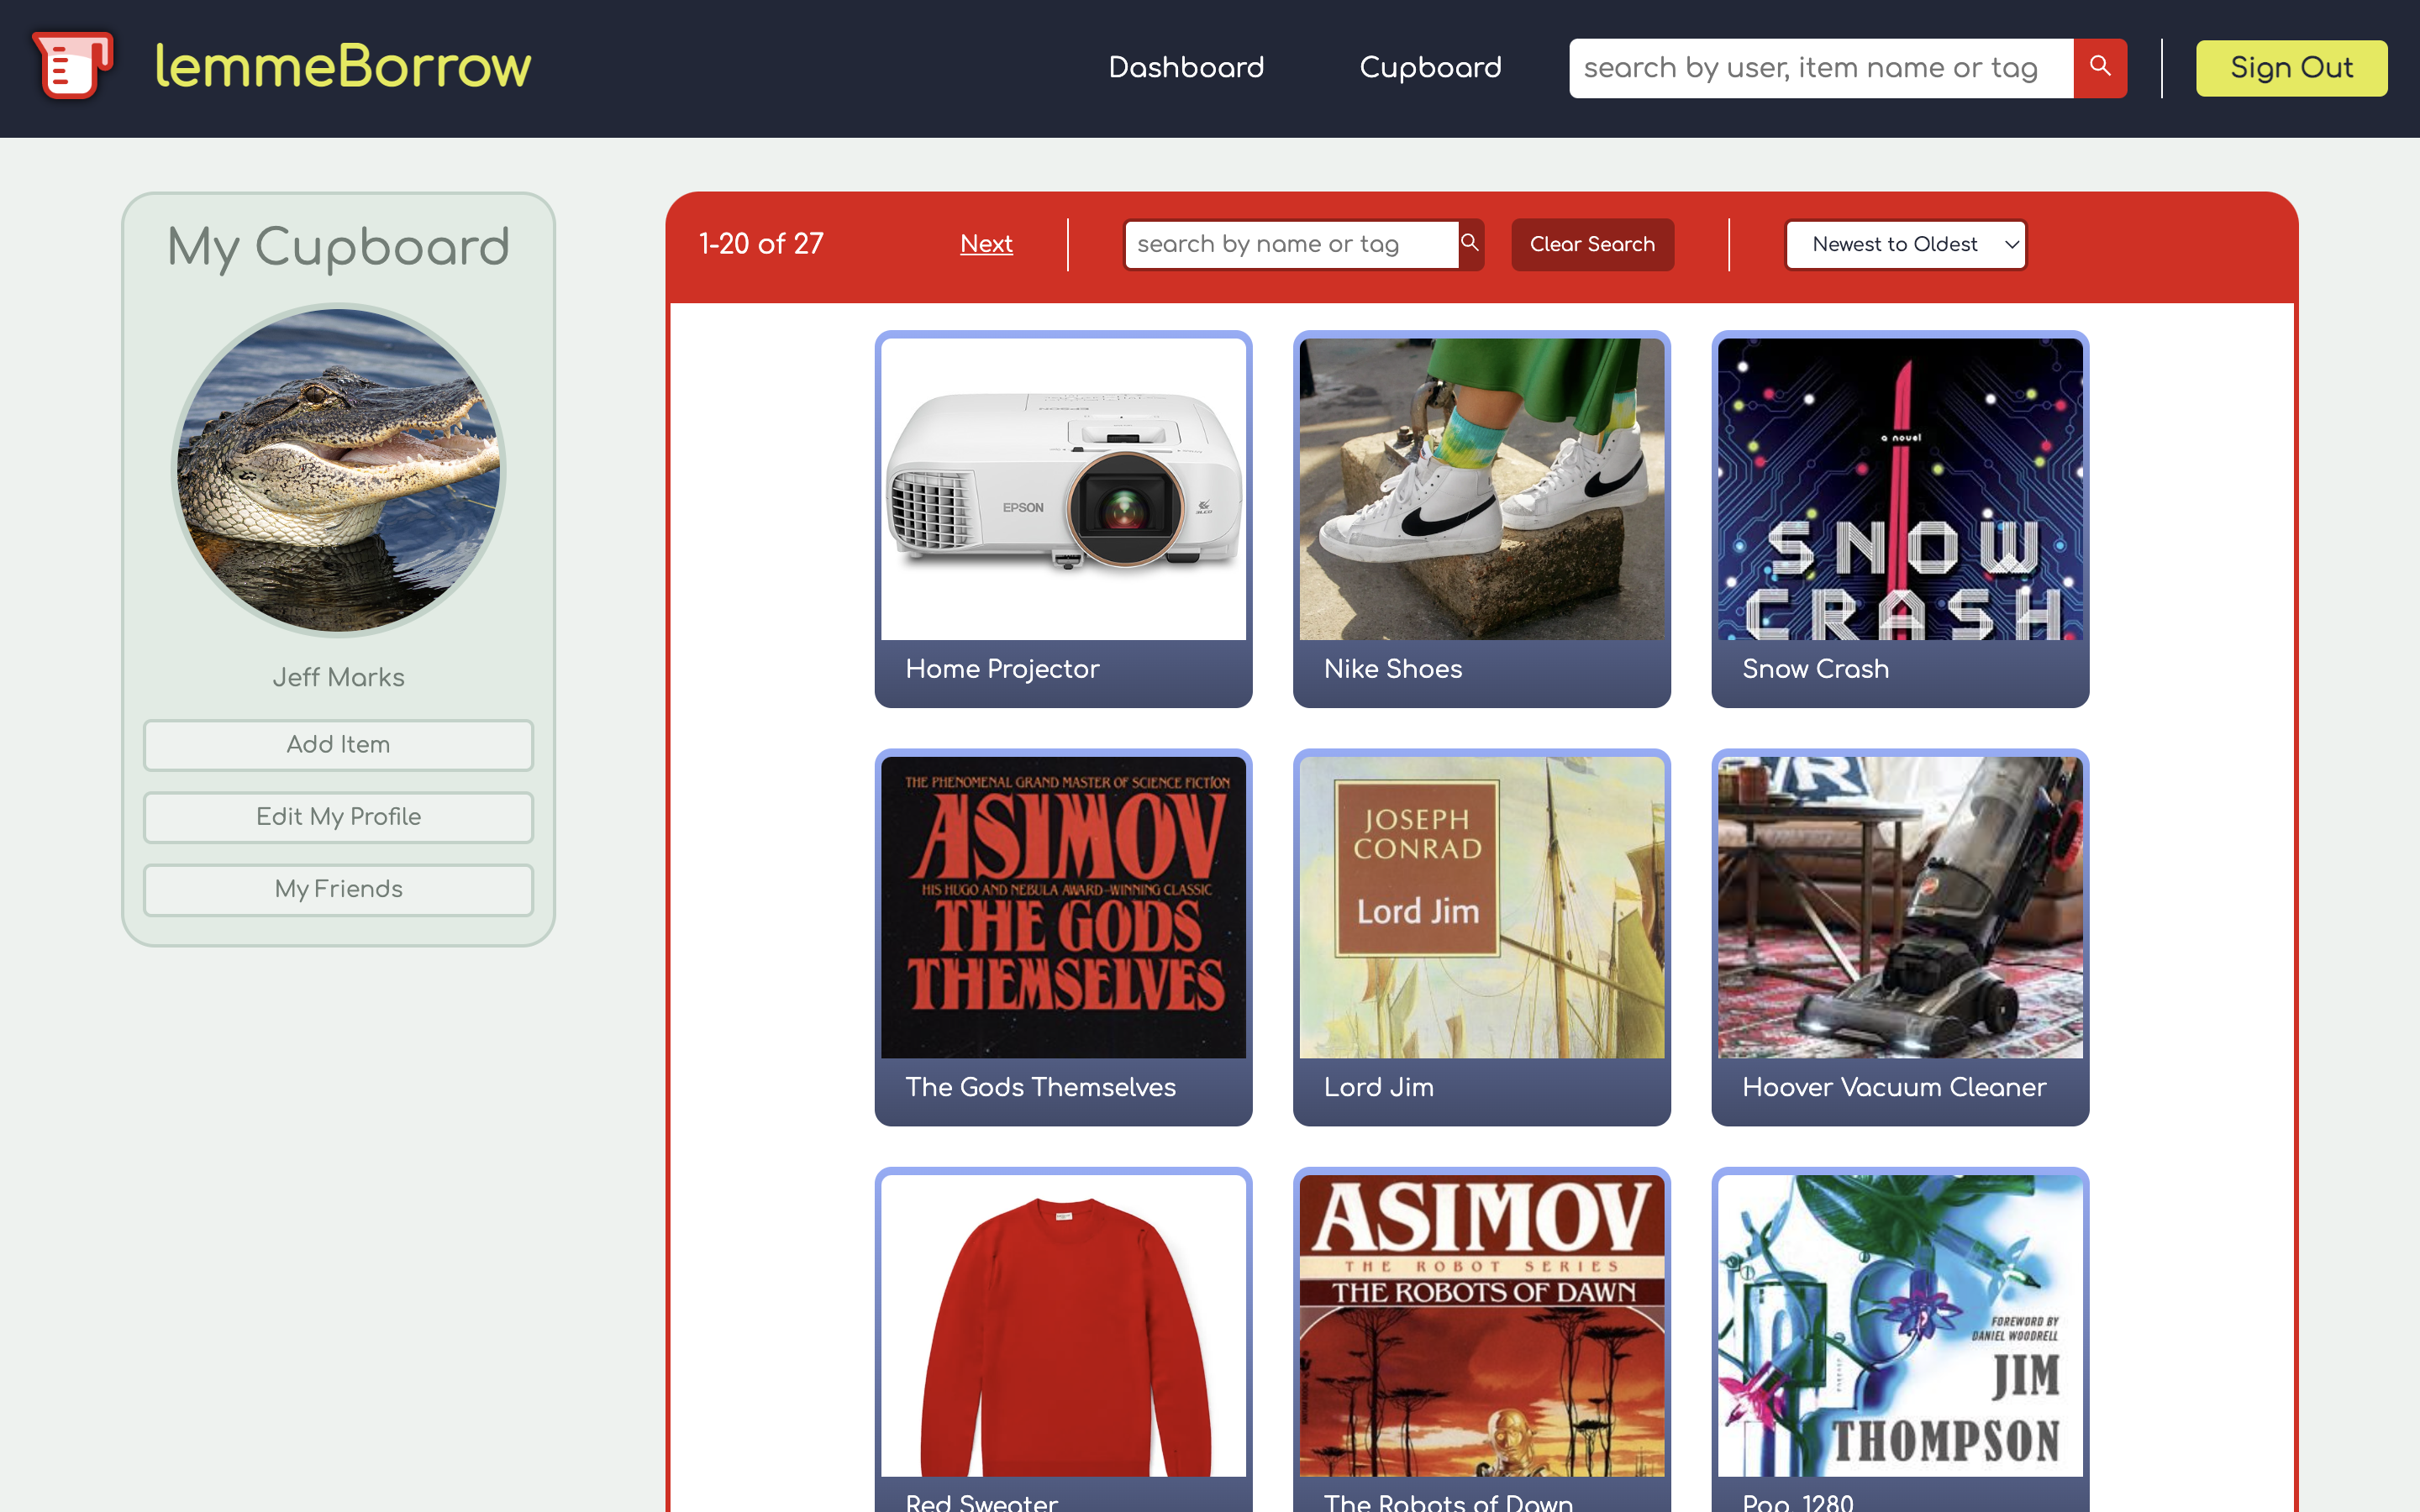 lemmeBorrow
Dashboard
Cupboard
search by user, item name or tag
Sign Out
My Cupboard
Jeff Marks
Add Item
Edit My Profile
My Friends
1-20 of 27
Next
search by name or tag
Clear Search
Newest to Oldest
EPSON
Home Projector
Nike Shoes
a novel
SNOW
CRASH
Snow Crash
THE PHENOMENAL GRAND MASTER OF SCIENCE FICTION
ASIMOV
HIS HUGO AND NEBULA AWARD-WINNING CLASSIC
THE GODS
THEMSELVES
The Gods Themselves
JOSEPH
CONRAD
Lord Jim
Lord Jim
Hoover Vacuum Cleaner
Red Sweater
ASIMOV
THE ROBOT SERIES
THE ROBOTS OF DAWN
The Robots of Dawn
FOREWORD BY
DANIEL WOODRELL
JIM
THOMPSON
Pop. 1280